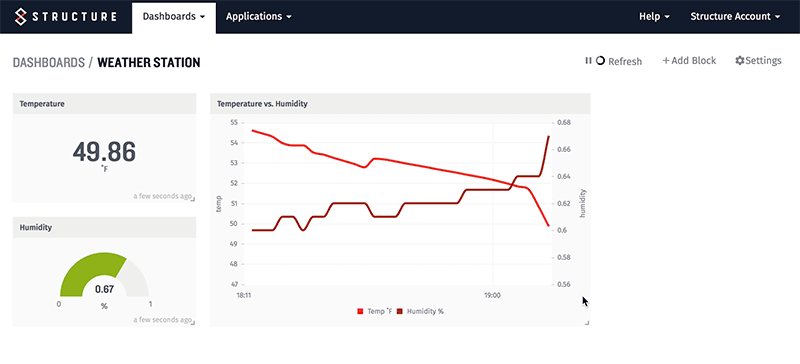 STRUCTURE Dashboards Applications Help Structure Account
DASHBOARDS / WEATHER STATION Refresh + Add Block Settings
Temperature
49.86
°F
a few seconds ago
Humidity
0.67
0 1
%
a few seconds ago
Temperature vs. Humidity
55 0.68
54
53 0.66
52 0.64
51
50 0.62
49 0.6
48 0.58
47 0.56
temp
humidity
18:11 19:00
Temp °F Humidity %